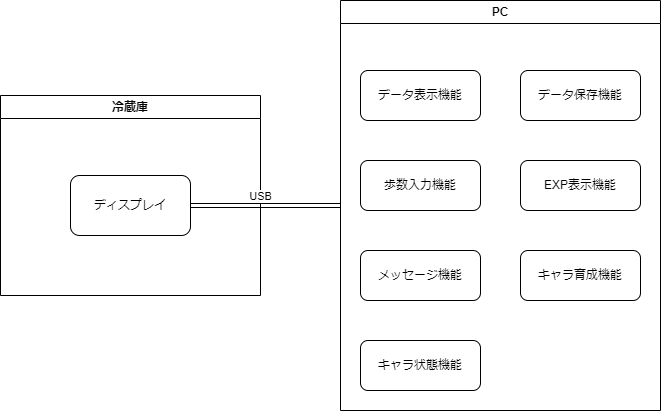 PC
冷蔵庫
ディスプレイ
USB
データ表示機能
データ保存機能
歩数入力機能
EXP表示機能
メッセージ機能
キャラ育成機能
キャラ状態機能